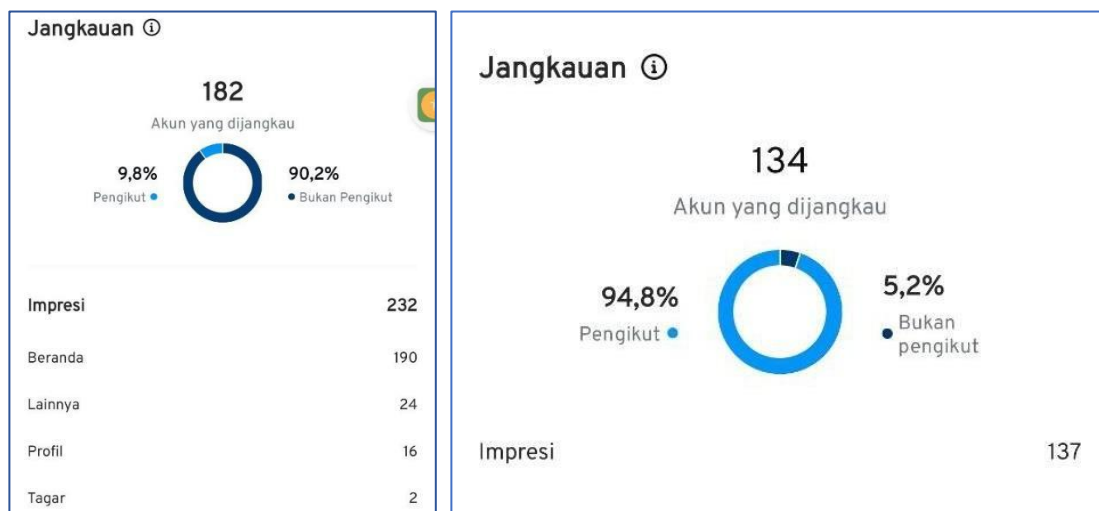 Jangkauan
182
Akun yang dijangkau
9,8%
Pengikut
90,2%
Bukan Pengikut
Impresi 232
Beranda 190
Lainnya 24
Profil 16
Tagar 2
Jangkauan
134
Akun yang dijangkau
94,8%
Pengikut
5,2%
Bukan
pengikut
Impresi 137